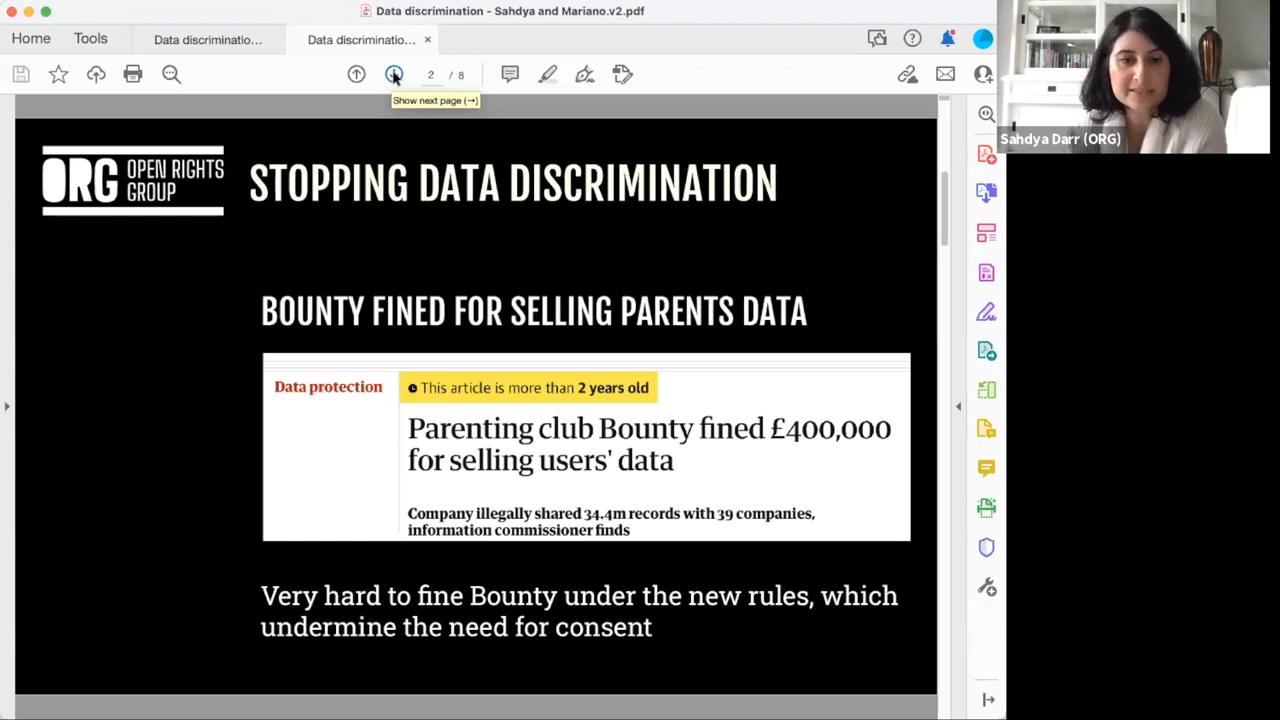 Data discrimination - Sahdya and Mariano.v2.pdf
Home
Tools
Data discriminatio...
Data discriminatio...
2 / 8
Show next page (→)
Sahdya Darr (ORG)
ORG OPEN RIGHTS GROUP
STOPPING DATA DISCRIMINATION
BOUNTY FINED FOR SELLING PARENTS DATA
Data protection
This article is more than 2 years old
Parenting club Bounty fined £400,000
for selling users' data
Company illegally shared 34.4m records with 39 companies,
information commissioner finds
Very hard to fine Bounty under the new rules, which
undermine the need for consent